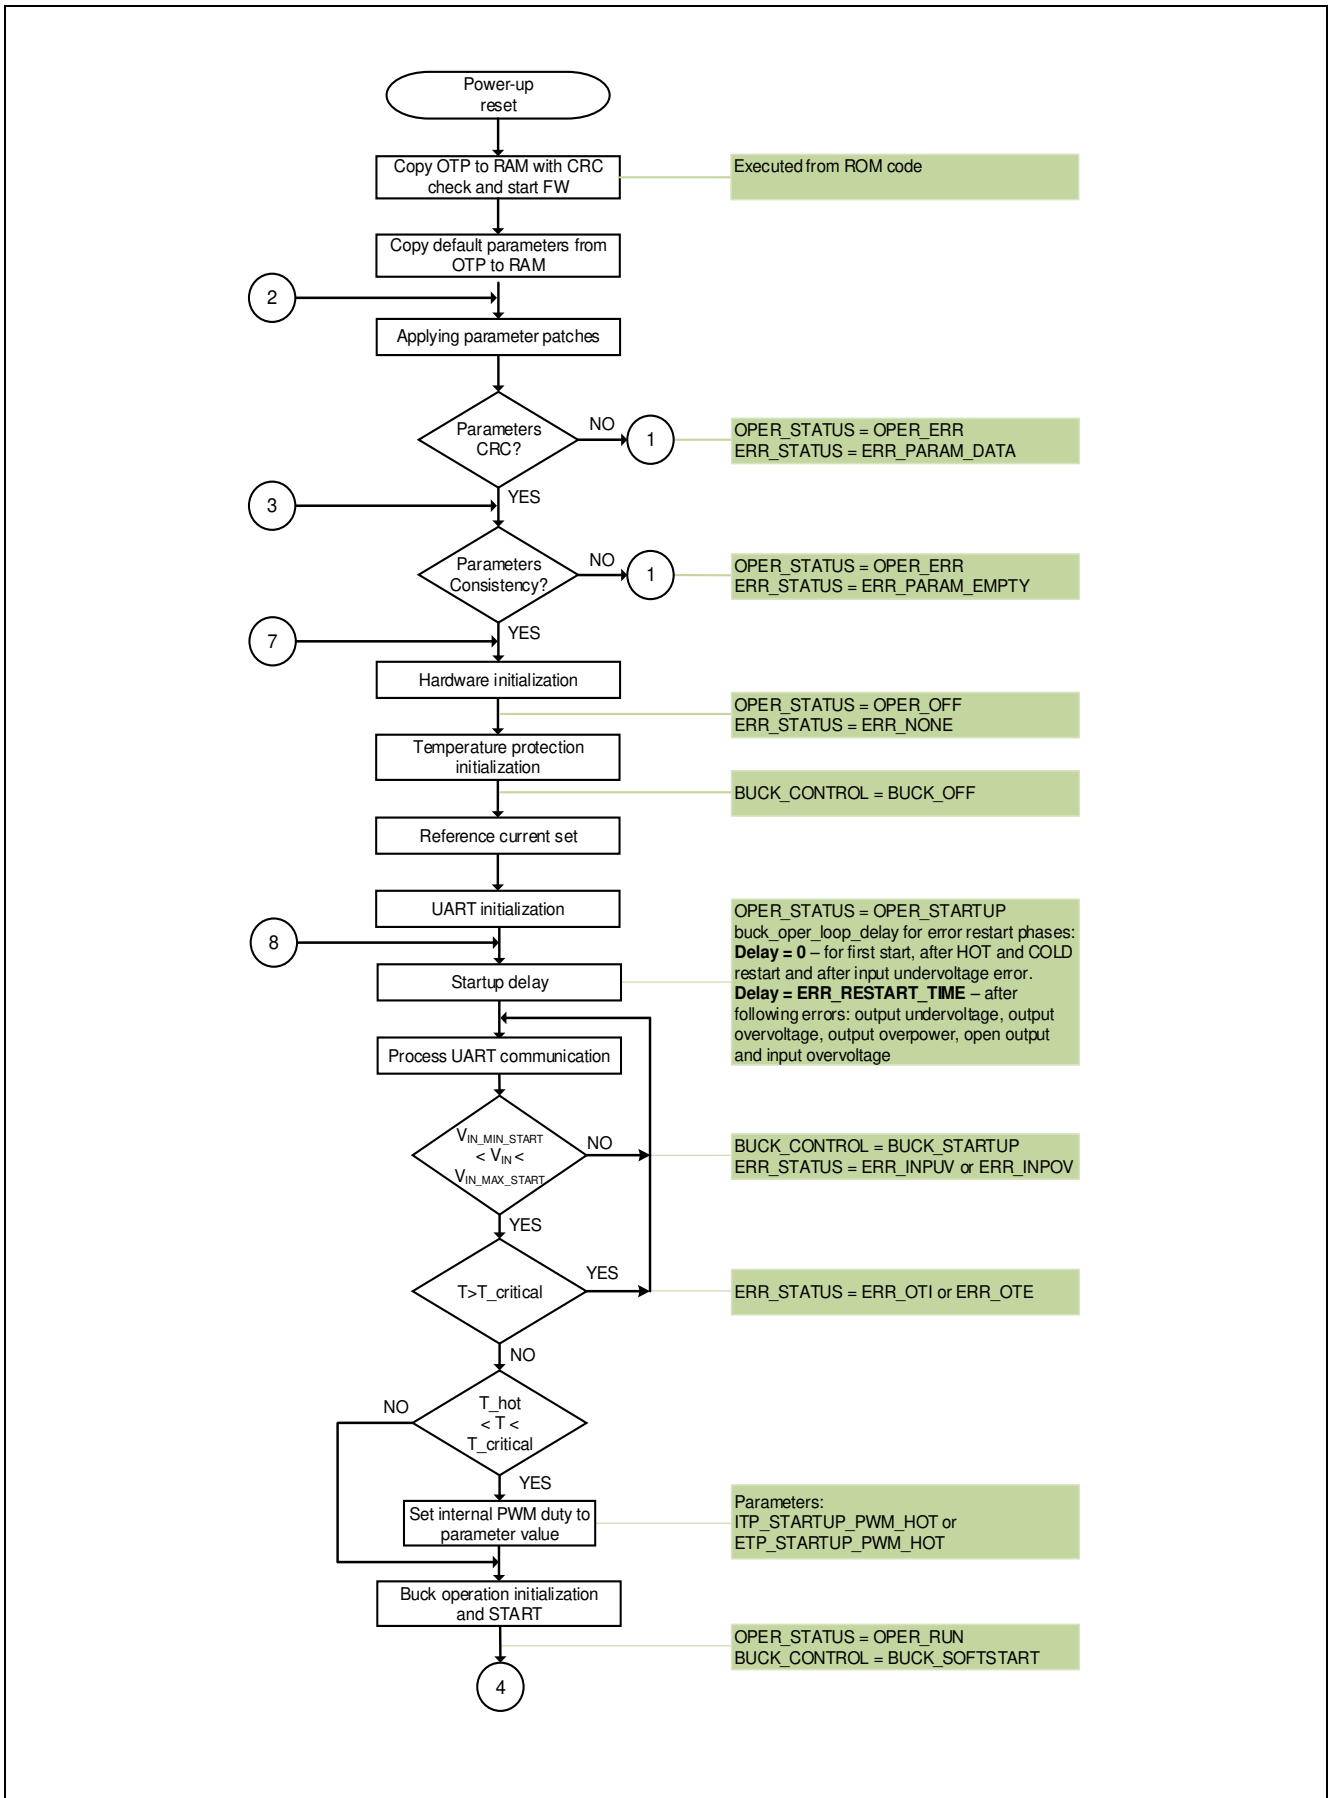 Power-up
reset
Copy OTP to RAM with CRC
check and start FW
Executed from ROM code
Copy default parameters from
OTP to RAM
2
Applying parameter patches
Parameters
CRC?
NO
1
OPER_STATUS = OPER_ERR
ERR_STATUS = ERR_PARAM_DATA
YES
3
Parameters
Consistency?
NO
1
OPER_STATUS = OPER_ERR
ERR_STATUS = ERR_PARAM_EMPTY
YES
7
Hardware initialization
OPER_STATUS = OPER_OFF
ERR_STATUS = ERR_NONE
Temperature protection
initialization
BUCK_CONTROL = BUCK_OFF
Reference current set
UART initialization
8
Startup delay
OPER_STATUS = OPER_STARTUP
buck_oper_loop_delay for error restart phases:
Delay = 0 – for first start, after HOT and COLD
restart and after input undervoltage error.
Delay = ERR_RESTART_TIME – after
following errors: output undervoltage, output
overvoltage, output overpower, open output
and input overvoltage
Process UART communication
VIN_MIN_START
< VIN <
VIN_MAX_START
NO
BUCK_CONTROL = BUCK_STARTUP
ERR_STATUS = ERR_INPUV or ERR_INPOV
YES
T>T_critical
YES
ERR_STATUS = ERR_OTI or ERR_OTE
NO
T_hot
< T <
T_critical
NO
YES
Set internal PWM duty to
parameter value
Parameters:
ITP_STARTUP_PWM_HOT or
ETP_STARTUP_PWM_HOT
Buck operation initialization
and START
OPER_STATUS = OPER_RUN
BUCK_CONTROL = BUCK_SOFTSTART
4